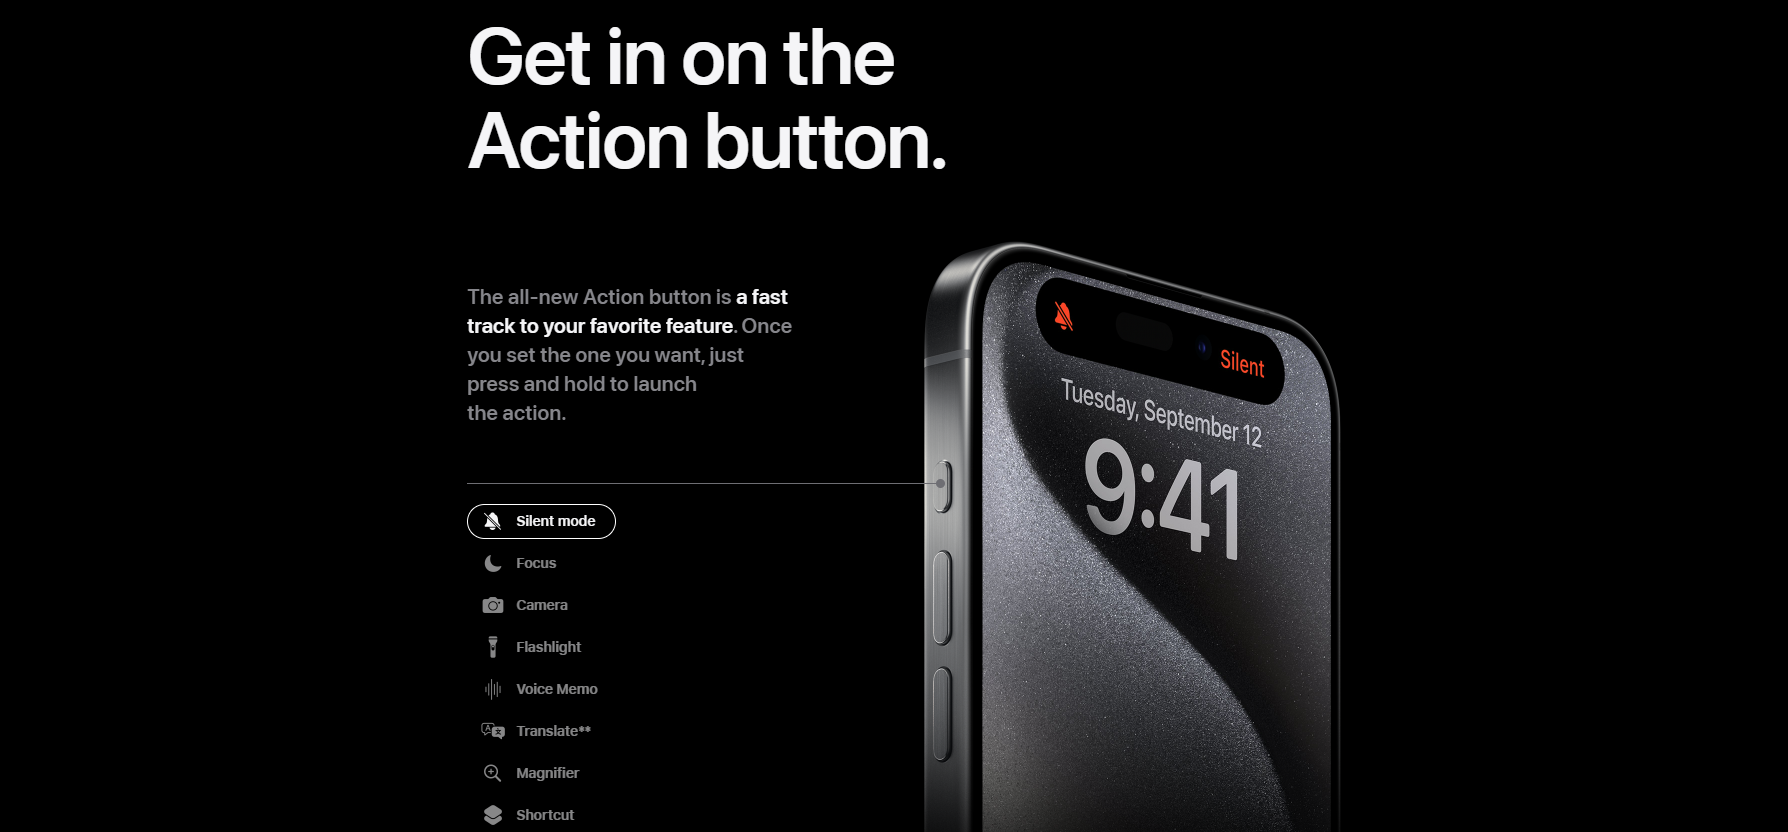 Get in on the
Action button.
The all-new Action button is a fast
track to your favorite feature. Once
you set the one you want, just
press and hold to launch
the action.
Silent mode
Focus
Camera
Flashlight
Voice Memo
Translate**
Magnifier
Shortcut
Silent
Tuesday, September 12
9:41